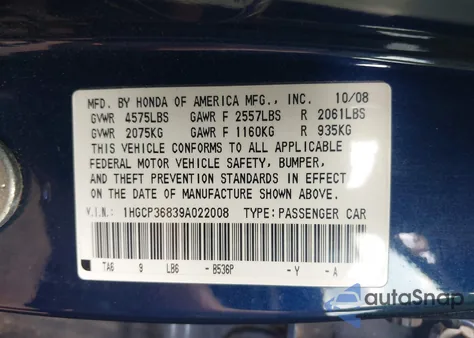 MFD. BY HONDA OF AMERICA MFG., INC. 10/08
GVWR 4575LBS GAWR F 2557LBS R 2061LBS
GVWR 2075KG GAWR F 1160KG R 935KG
THIS VEHICLE CONFORMS TO ALL APPLICABLE
FEDERAL MOTOR VEHICLE SAFETY, BUMPER,
AND THEFT PREVENTION STANDARDS IN EFFECT
ON THE DATE OF MANUFACTURE SHOWN ABOVE.
V.I.N.: 1HGCP36839A022008 TYPE: PASSENGER CAR
TA6 9 LBG - B536P - Y - A
autoSnap